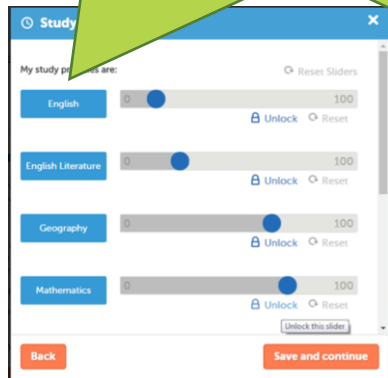 Study
×
My study pr
es are:
Reset Sliders
English
0
100
Unlock
Reset
English Literature
0
100
Unlock
Reset
Geography
0
100
Unlock
Reset
Mathematics
0
100
Unlock
Reset
Unlock this slider
Back
Save and continue